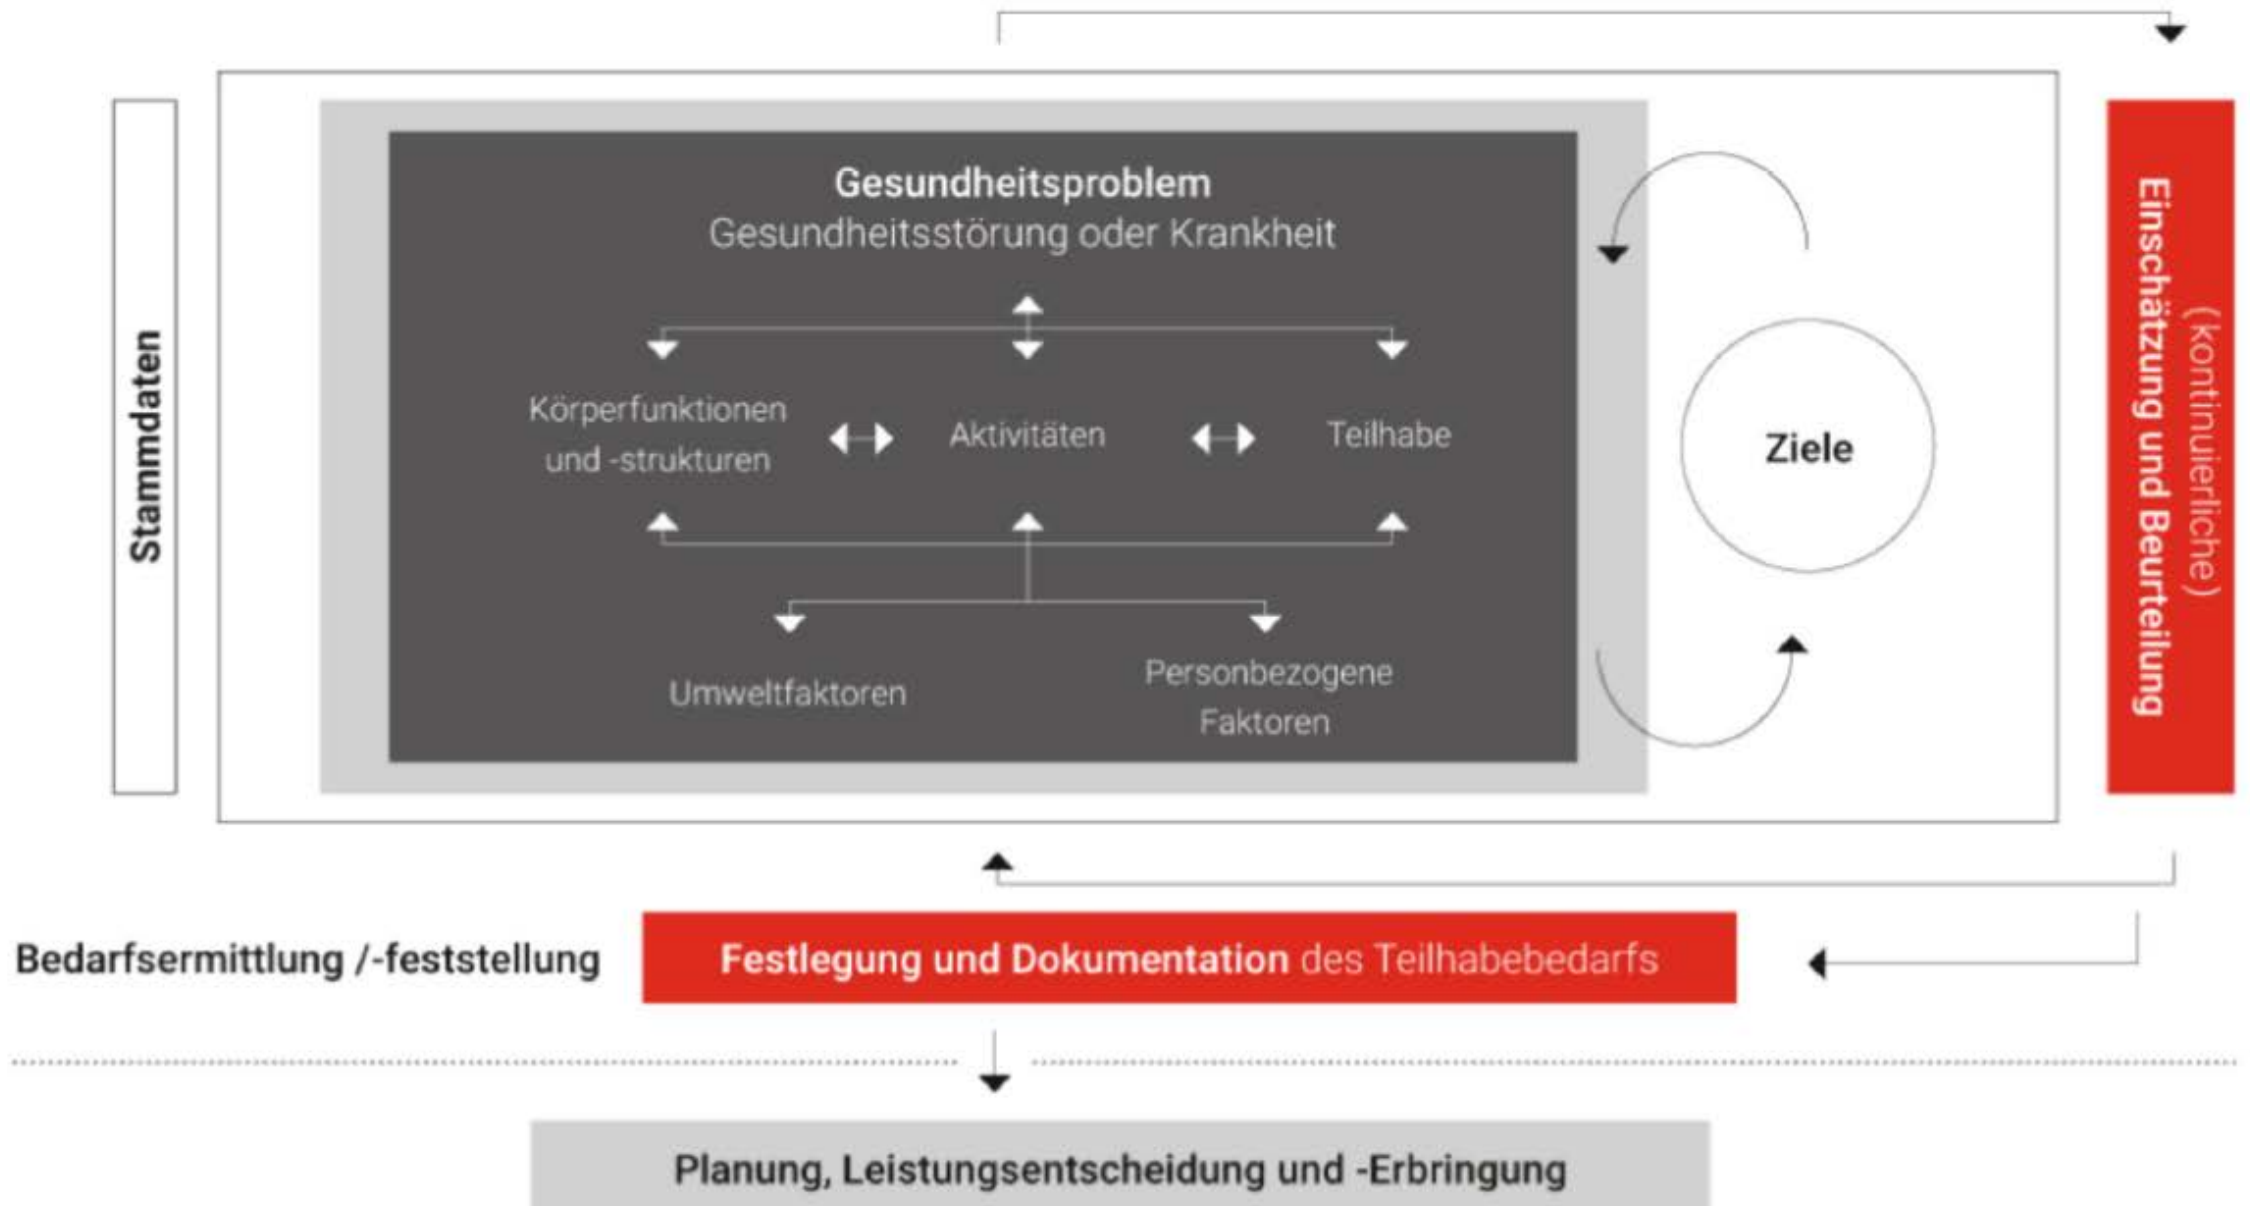 Stammdaten
Gesundheitsproblem
Gesundheitsstörung oder Krankheit
Körperfunktionen
und -strukturen
Aktivitäten
Teilhabe
Umweltfaktoren
Personbezogene
Faktoren
Ziele
(kontinuierliche)
Einschätzung und Beurteilung
Bedarfsermittlung /-feststellung
Festlegung und Dokumentation des Teilhabebedarfs
Planung, Leistungsentscheidung und -Erbringung